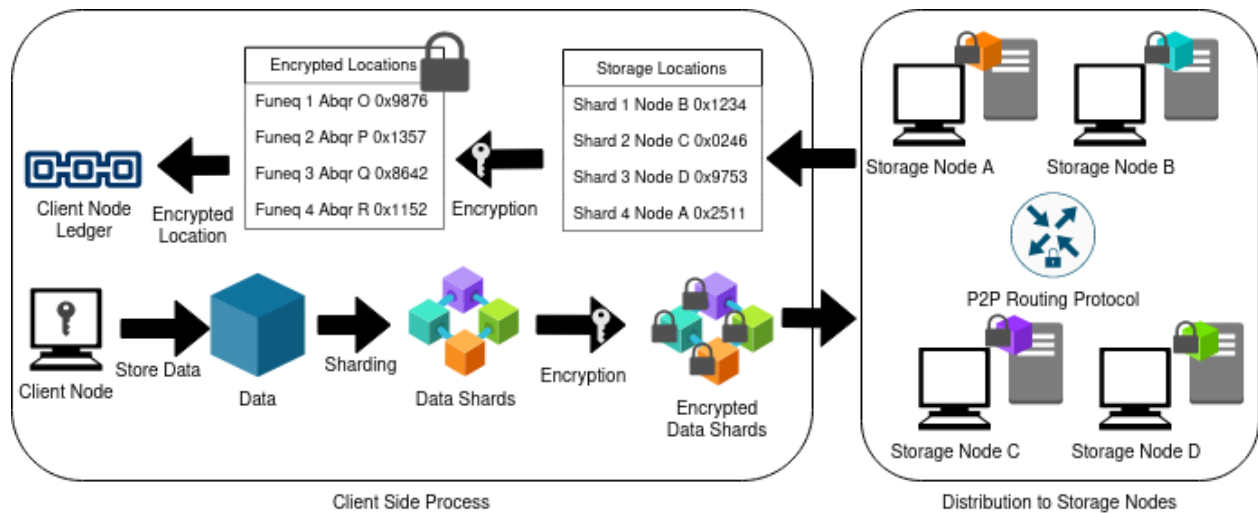 Encrypted Locations
Funeq 1 Abqr O 0x9876
Funeq 2 Abqr P 0x1357
Funeq 3 Abqr Q 0x8642
Funeq 4 Abqr R 0x1152
Storage Locations
Shard 1 Node B 0x1234
Shard 2 Node C 0x0246
Shard 3 Node D 0x9753
Shard 4 Node A 0x2511
Client Node
Ledger
Encrypted
Location
Encryption
Client Node
Store Data
Data
Sharding
Data Shards
Encryption
Encrypted
Data Shards
Client Side Process
Storage Node A
Storage Node B
P2P Routing Protocol
Storage Node C
Storage Node D
Distribution to Storage Nodes